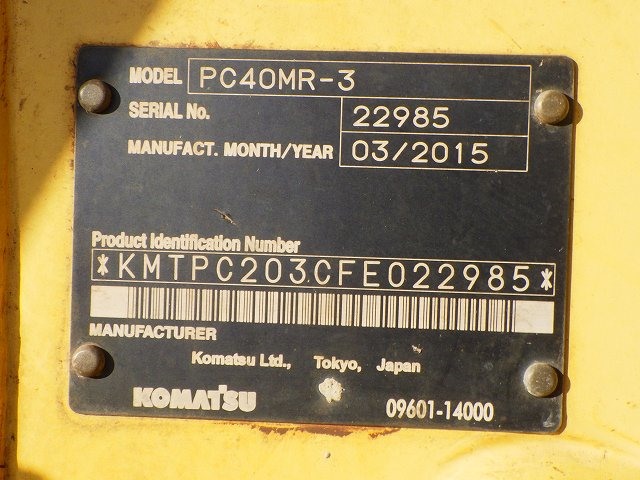 MODEL PC40MR-3
SERIAL No. 22985
MANUFACT. MONTH/YEAR 03/2015
Product Identification Number
*KMTPC203CFE022985*
MANUFACTURER
Komatsu Ltd., Tokyo, Japan
KOMATSU 09601-14000